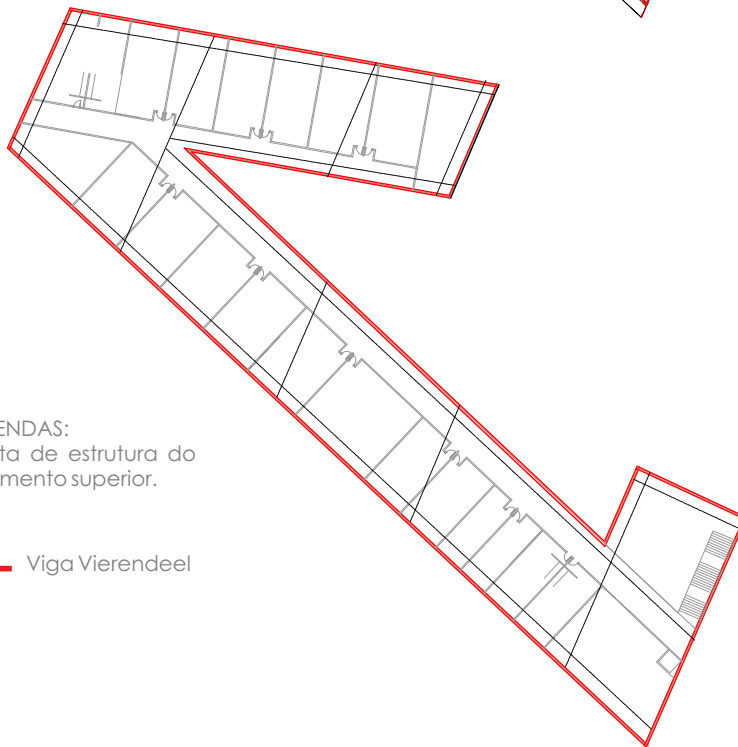 ENDAS:
ta de estrutura do
mento superior.
Viga Vierendeel